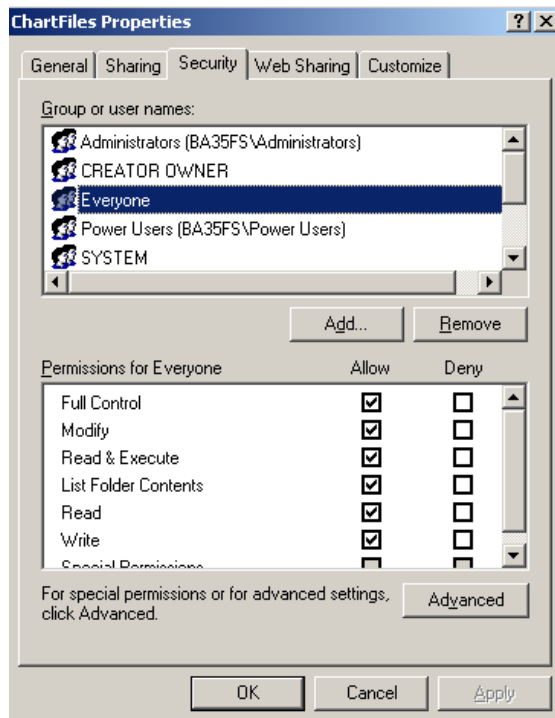 ChartFiles Properties
General Sharing Security Web Sharing Customize
Group or user names:
Administrators (BA35FS\Administrators)
CREATOR OWNER
Everyone
Power Users (BA35FS\Power Users)
SYSTEM
Add... Remove
Permissions for Everyone Allow Deny
Full Control
Modify
Read & Execute
List Folder Contents
Read
Write
Special Permissions
For special permissions or for advanced settings, click Advanced.
Advanced
OK Cancel Apply